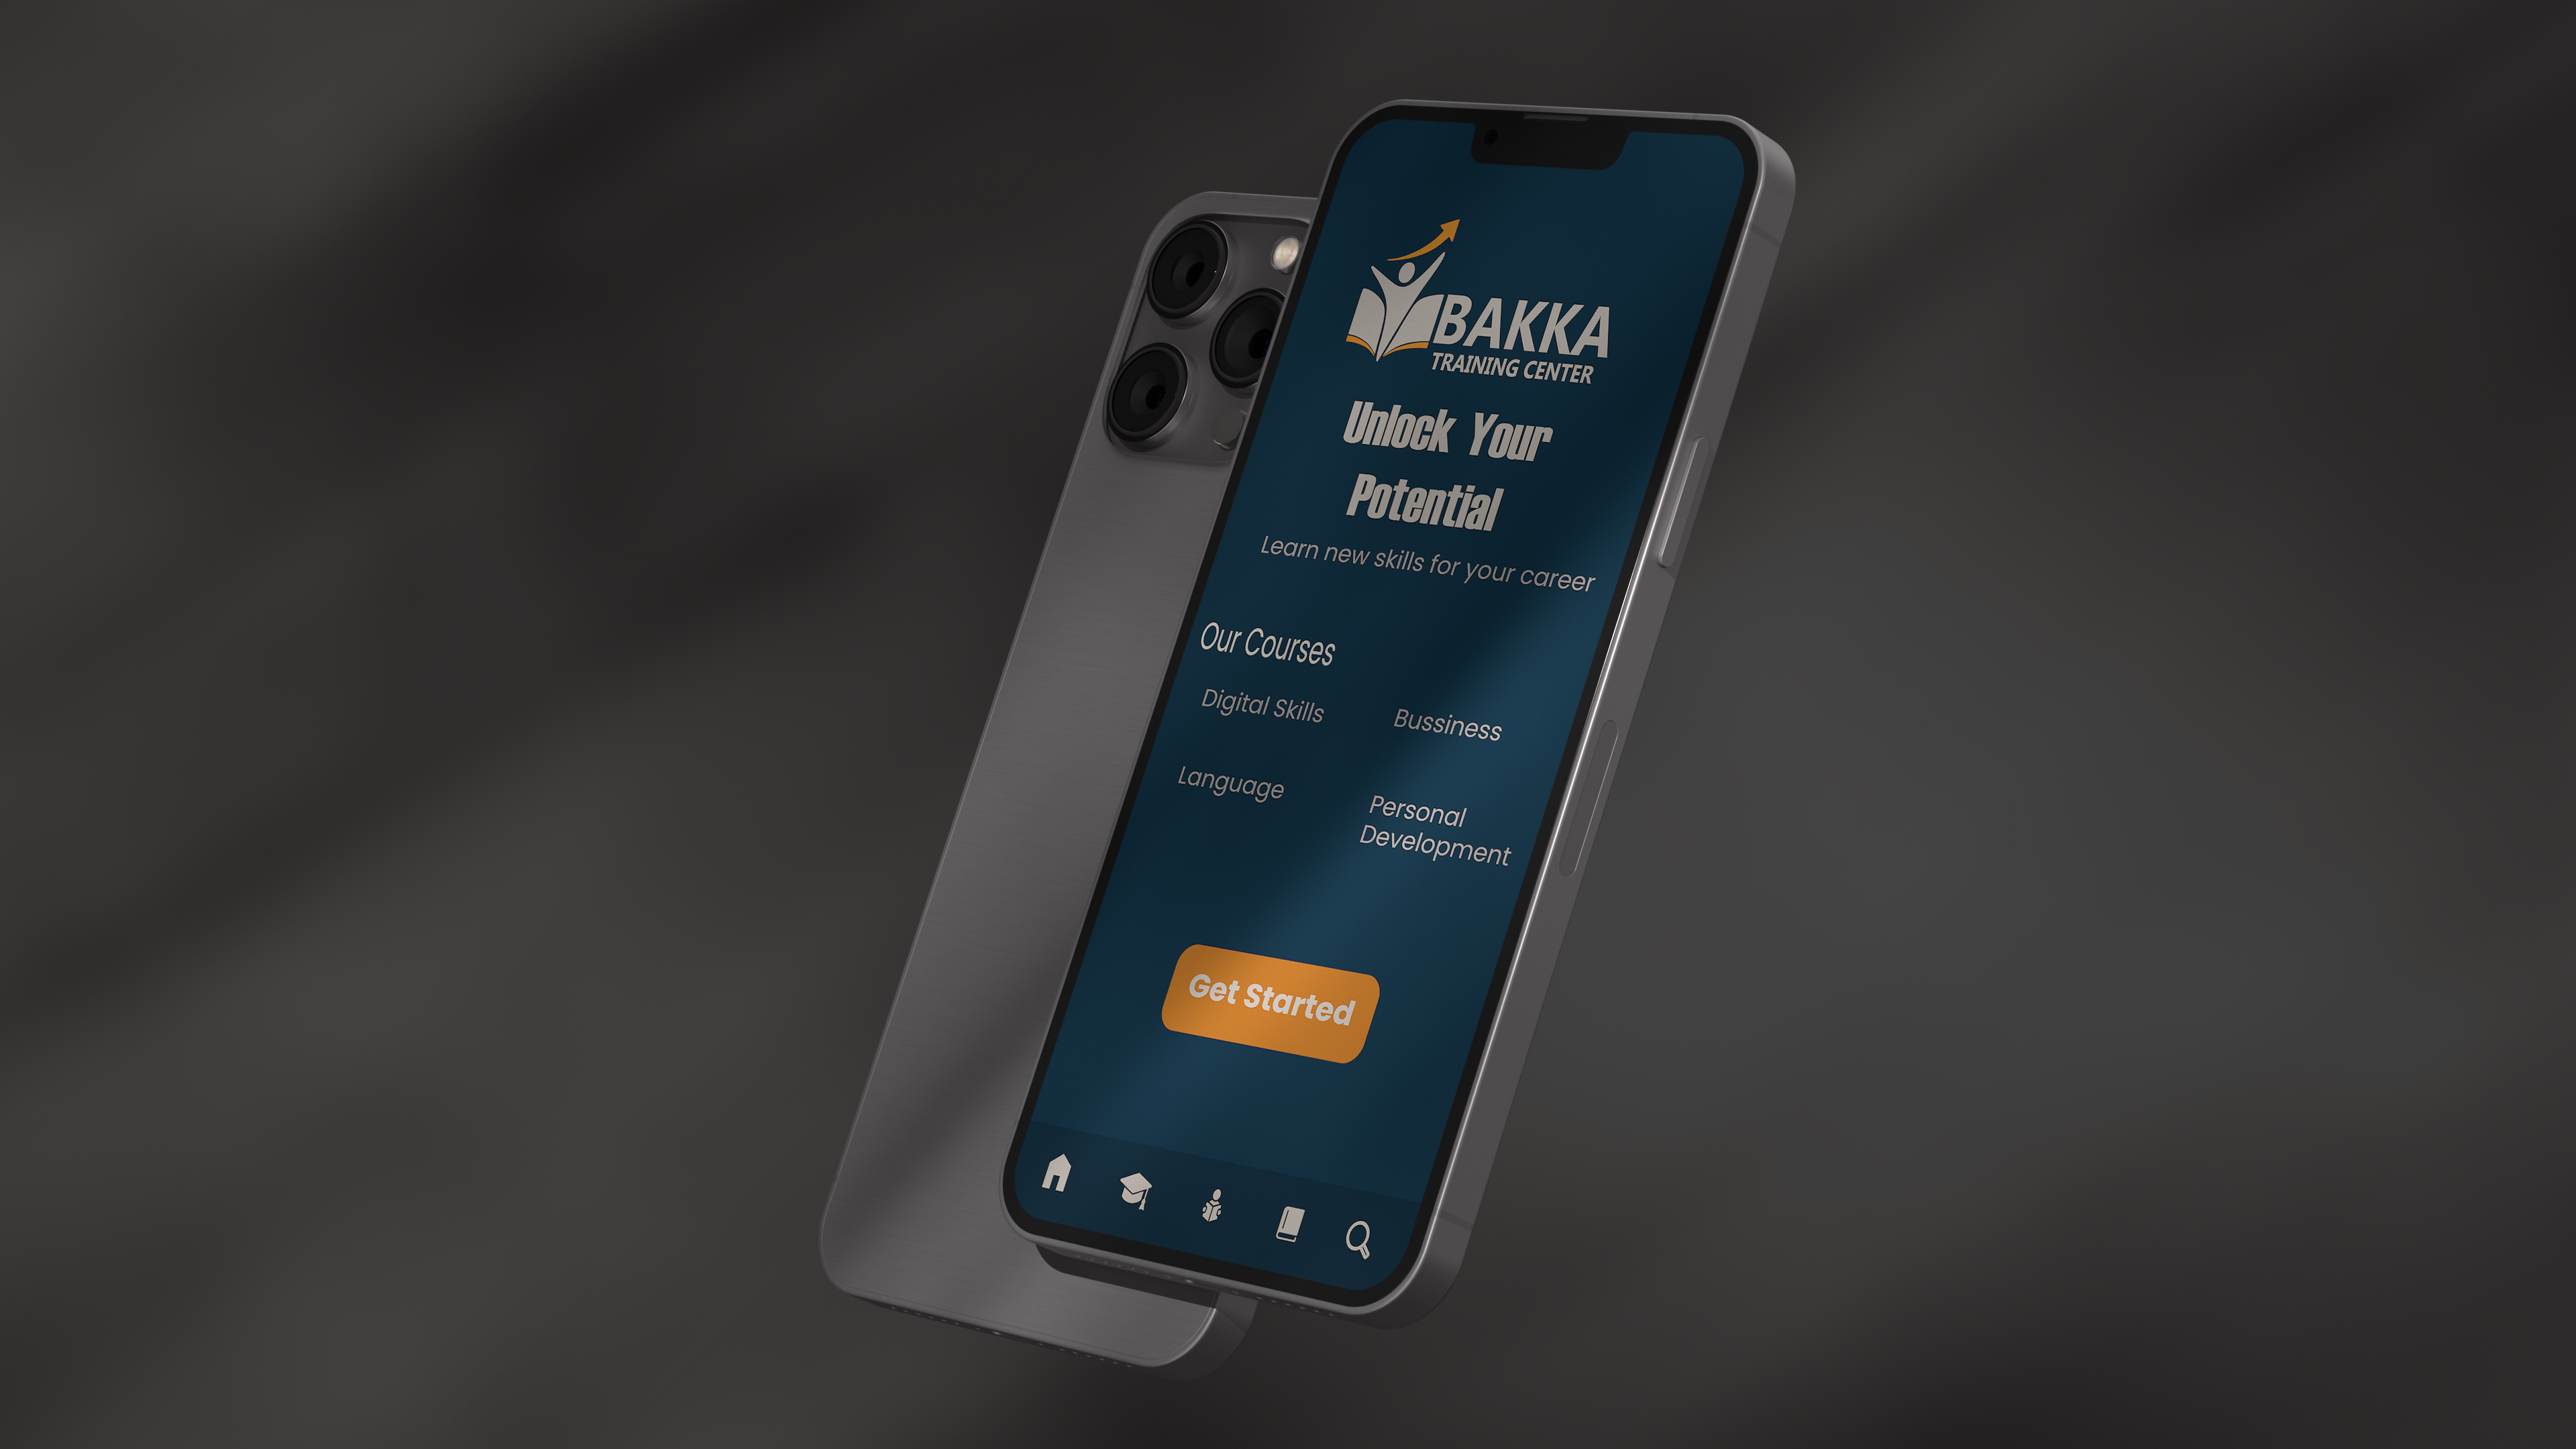 BAKKA
TRAINING CENTER
Unlock Your
Potential
Learn new skills for your career
Our Courses
Digital Skills
Bussiness
Language
Personal
Development
Get Started